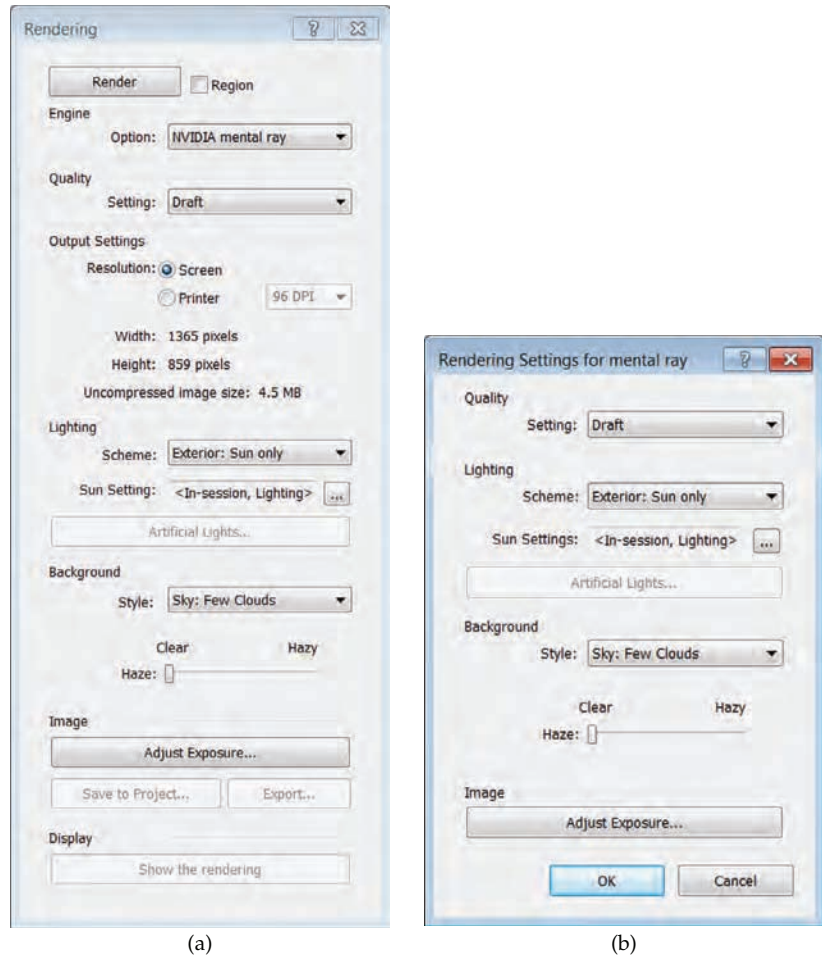 Rendering
Render
Region
Engine
Option: NVIDIA mental ray
Quality
Setting: Draft
Output Settings
Resolution: Screen
Printer 96 DPI
Width: 1365 pixels
Height: 859 pixels
Uncompressed image size: 4.5 MB
Lighting
Scheme: Exterior: Sun only
Sun Setting: <In-session, Lighting> ...
Artificial Lights...
Background
Style: Sky: Few Clouds
Clear Hazy
Haze:
Image
Adjust Exposure...
Save to Project... Export...
Display
Show the rendering
(a)
Rendering Settings for mental ray
Quality
Setting: Draft
Lighting
Scheme: Exterior: Sun only
Sun Settings: <In-session, Lighting> ...
Artificial Lights...
Background
Style: Sky: Few Clouds
Clear Hazy
Haze:
Image
Adjust Exposure...
OK Cancel
(b)